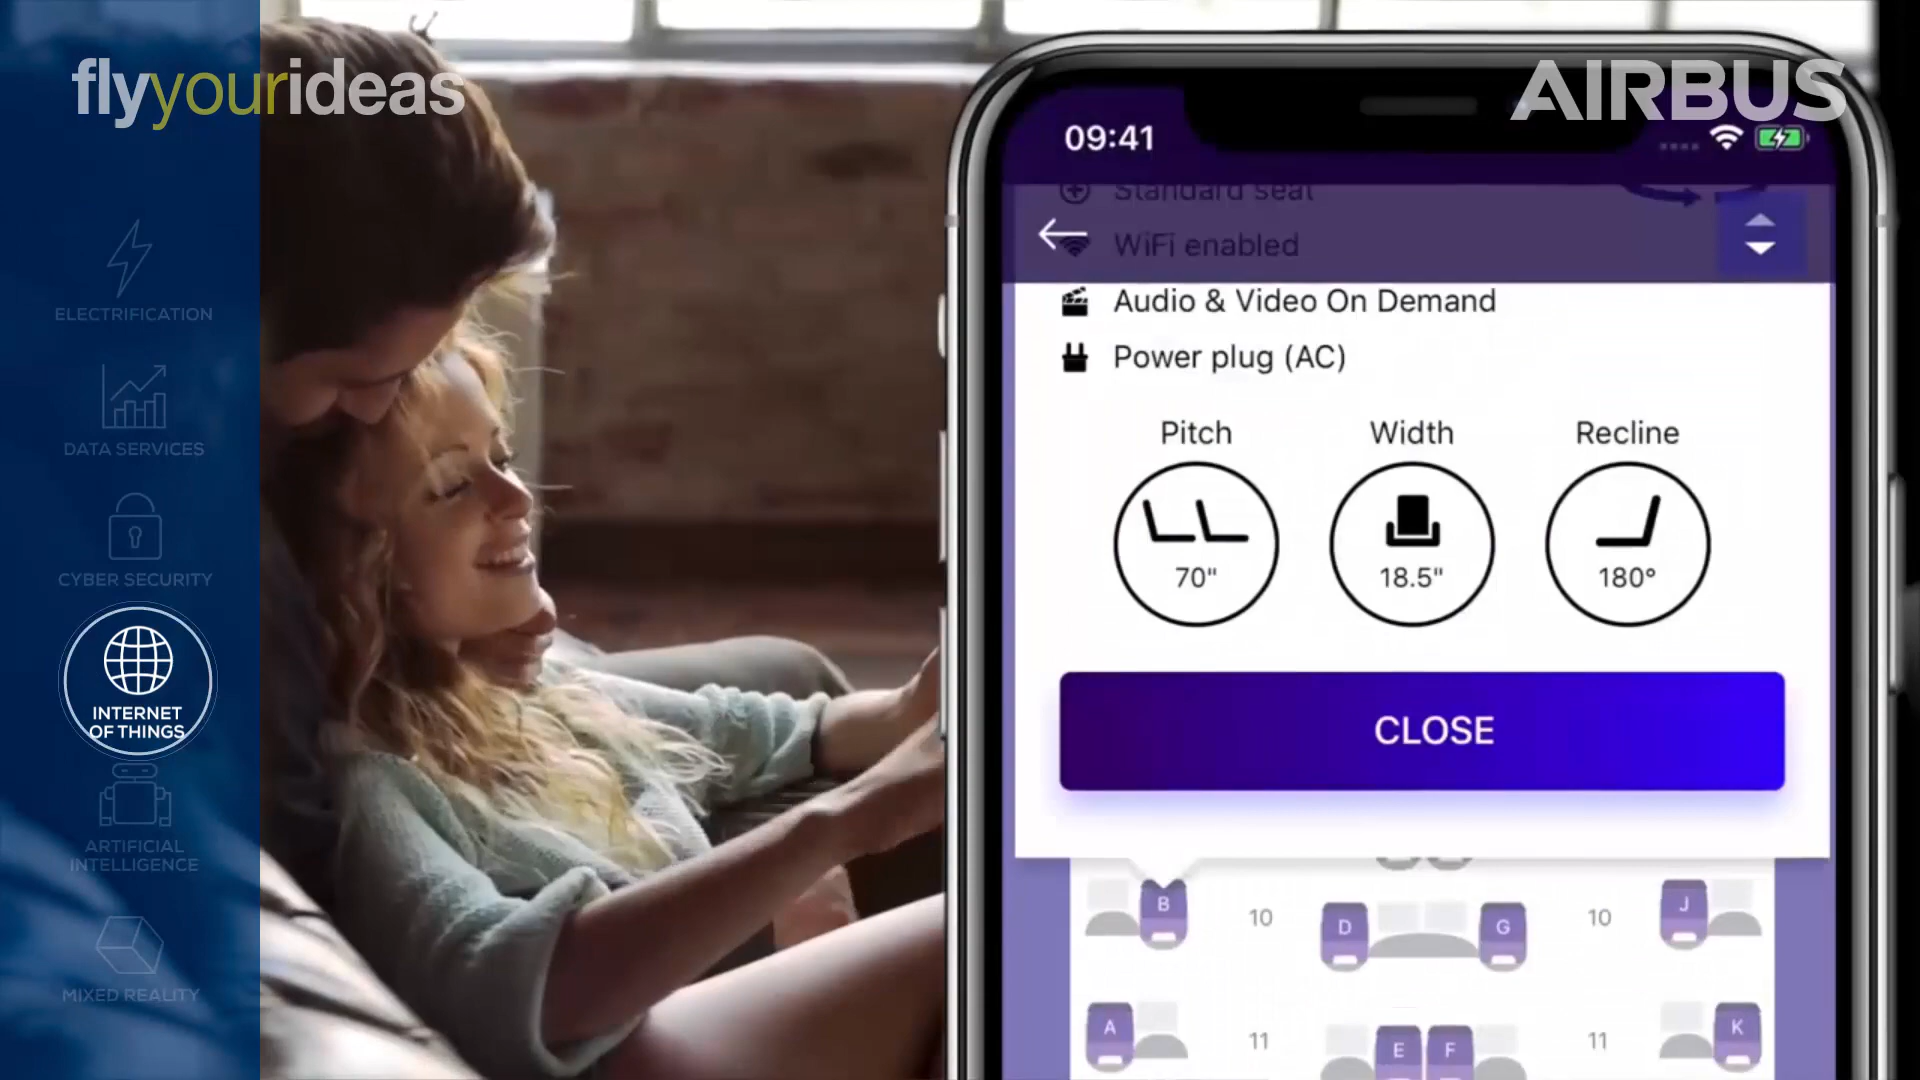 flyyourideas
AIRBUS
ELECTRIFICATION
DATA SERVICES
CYBER SECURITY
INTERNET
OF THINGS
ARTIFICIAL
INTELLIGENCE
MIXED REALITY
09:41
Standard seat
WiFi enabled
Audio & Video On Demand
Power plug (AC)
Pitch Width Recline
70" 18.5" 180°
CLOSE
B 10 D G 10 J
A 11 E F 11 K